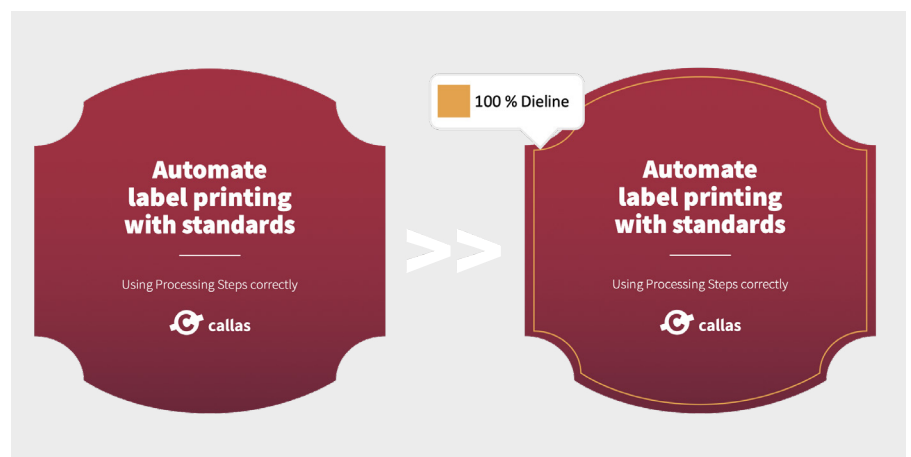 Automate
label printing
with standards
Using Processing Steps correctly
callas
>>
100 % Dieline
Automate
label printing
with standards
Using Processing Steps correctly
callas